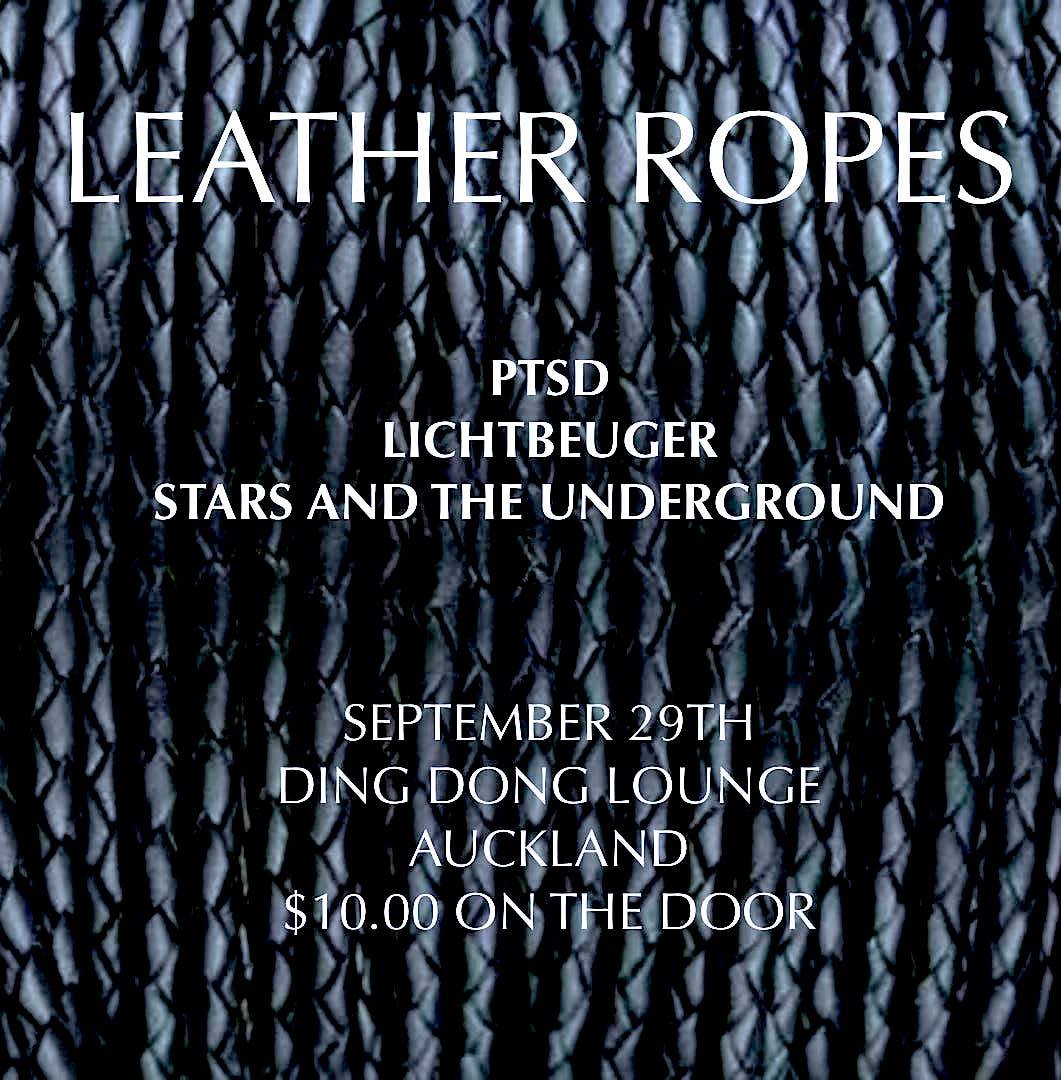 LEATHER ROPES
PTSD
LICHTBEUGER
STARS AND THE UNDERGROUND
SEPTEMBER 29TH
DING DONG LOUNGE
AUCKLAND
$10.00 ON THE DOOR